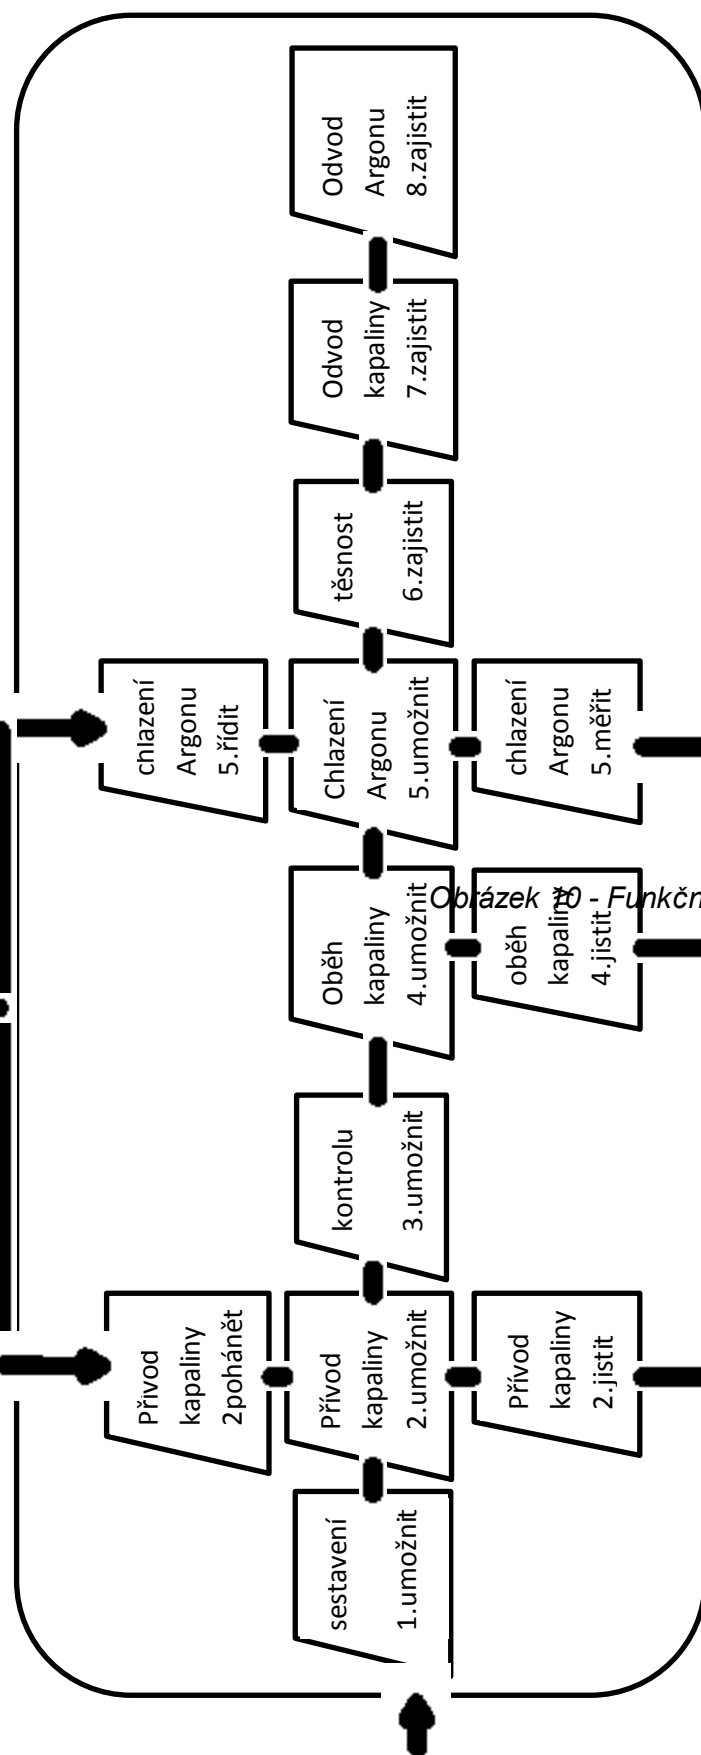 Přívod
kapaliny
2pohánět
chlazení
Argonu
5.řídit
sestavení
1.umožnit
Přívod
kapaliny
2.umožnit
kontrolu
3.umožnit
Oběh
kapaliny
4.umožnit
Chlazení
Argonu
5.umožnit
těsnost
6.zajistit
Odvod
kapaliny
7.zajistit
Odvod
Argonu
8.zajistit
Přívod
kapaliny
2.jistit
oběh
kapaliny
4.jistit
chlazení
Argonu
5.měřit
Obrázek 10 - Funkčn